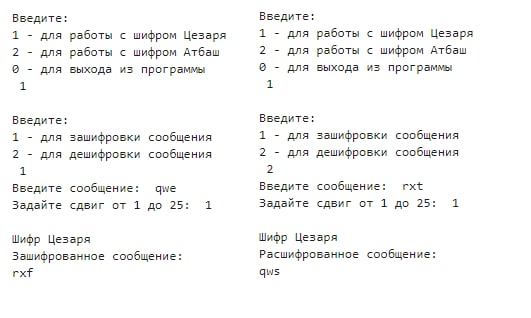 Введите:
1 - для работы с шифром Цезаря
2 - для работы с шифром Атбаш
0 - для выхода из программы
1
Введите:
1 - для зашифровки сообщения
2 - для дешифровки сообщения
1
Введите сообщение:  qwe
Задайте сдвиг от 1 до 25:  1
Шифр Цезаря
Зашифрованное сообщение:
rxf
Введите:
1 - для работы с шифром Цезаря
2 - для работы с шифром Атбаш
0 - для выхода из программы
1
Введите:
1 - для зашифровки сообщения
2 - для дешифровки сообщения
2
Введите сообщение:  rxt
Задайте сдвиг от 1 до 25:  1
Шифр Цезаря
Расшифрованное сообщение:
qws